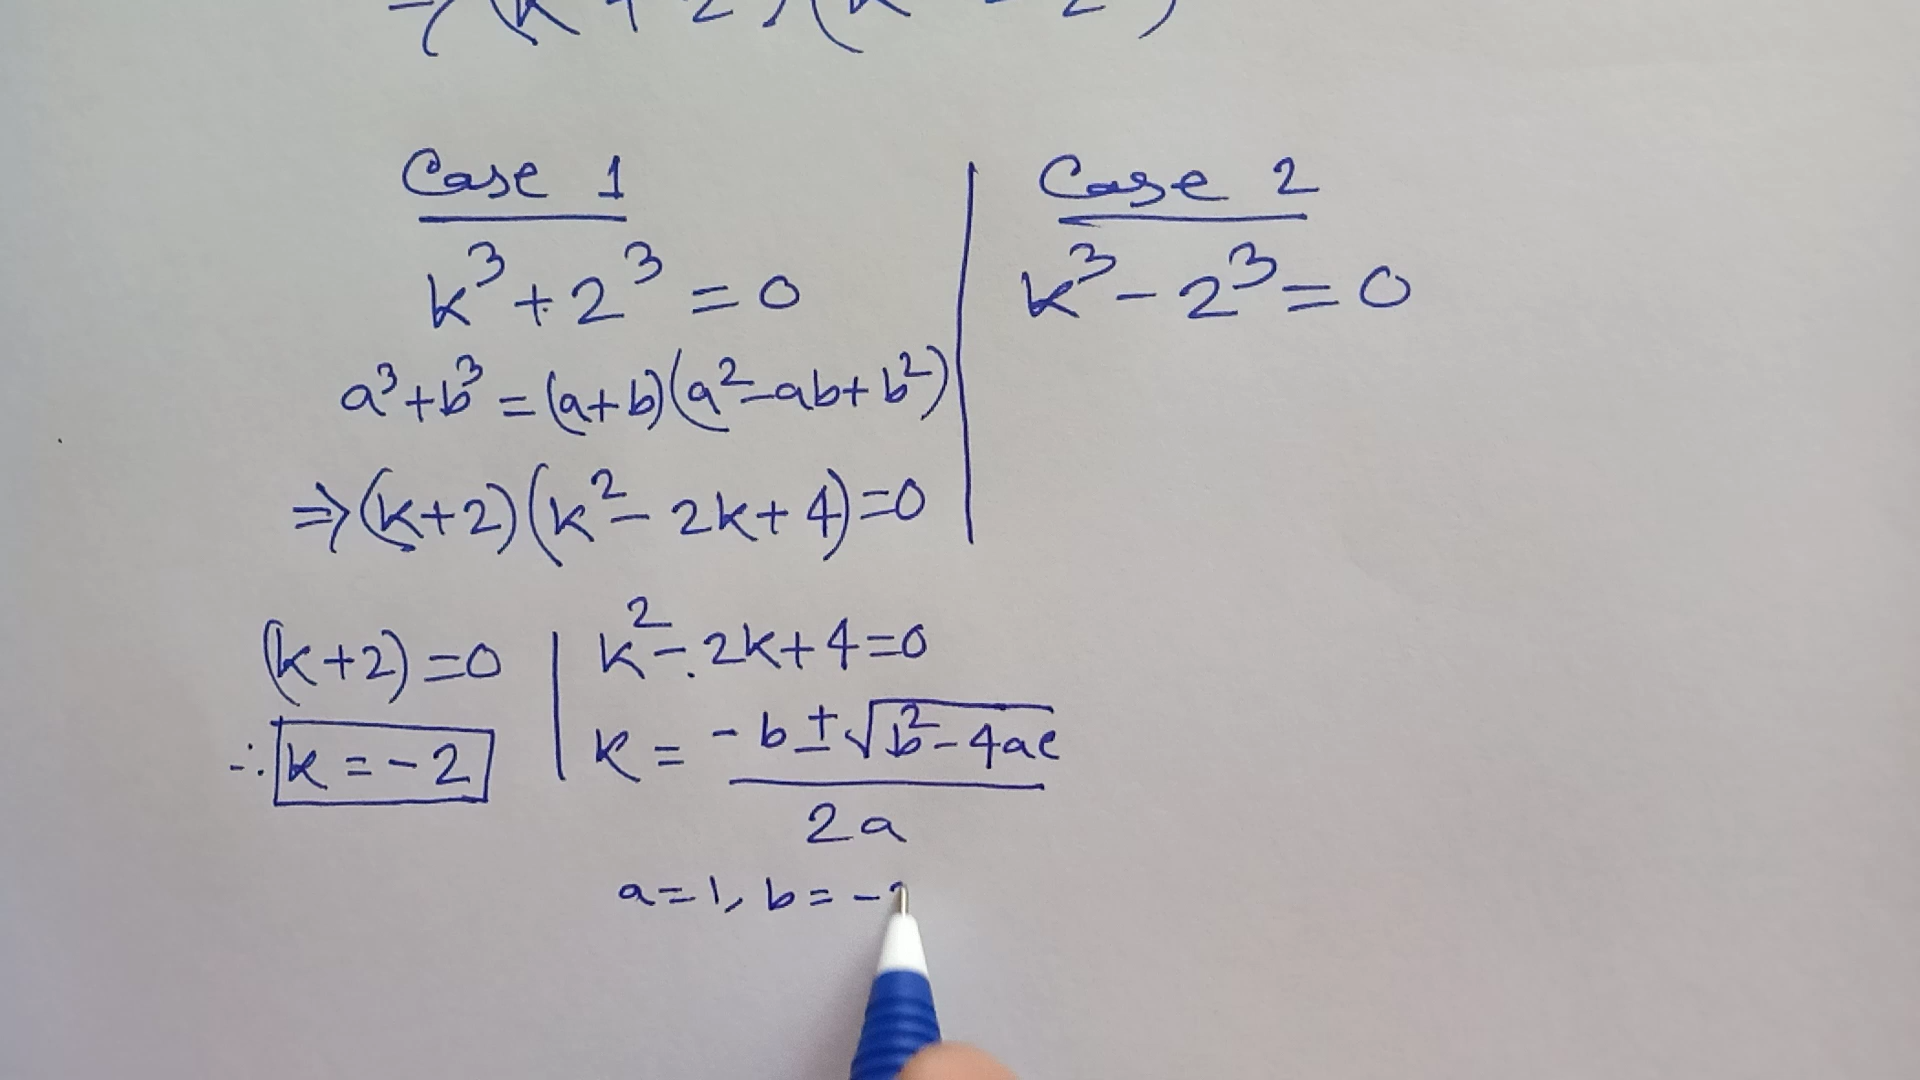 Case 1
k³+2³=0
a³+b³=(a+b)(a²-ab+b²)
⇒(k+2)(k²-2k+4)=0
(k+2)=0
∴ k=-2
k²-2k+4=0
k = -b±√b²-4ac
2a
a=1, b=-
Case 2
k³-2³=0